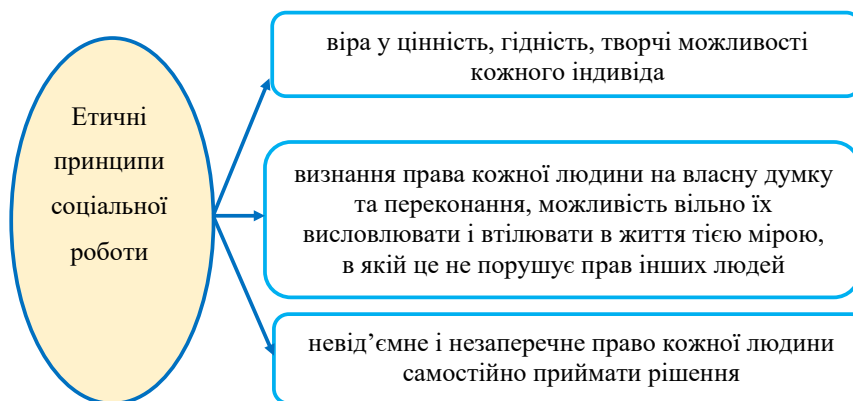 Етичні
принципи
соціальної
роботи
віра у цінність, гідність, творчі можливості
кожного індивіда
визнання права кожної людини на власну думку
та переконання, можливість вільно їх
висловлювати і втілювати в життя тією мірою,
в якій це не порушує прав інших людей
невід’ємне і незаперечне право кожної людини
самостійно приймати рішення